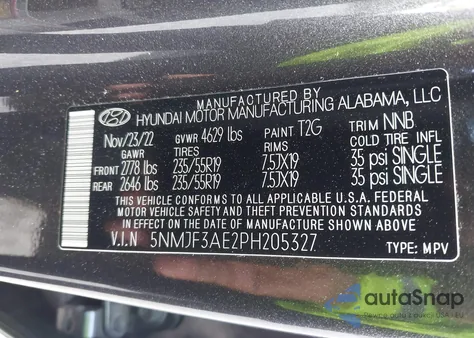 MANUFACTURED BY
HYUNDAI MOTOR MANUFACTURING ALABAMA, LLC
Nov/23/22 GVWR 4629 lbs PAINT T2G TRIM NNB
GAWR TIRES RIMS COLD TIRE INFL
FRONT 2778 lbs 235/55R19 7.5JX19 35 psi SINGLE
REAR 2646 lbs 235/55R19 7.5JX19 35 psi SINGLE
THIS VEHICLE CONFORMS TO ALL APPLICABLE FEDERAL
MOTOR VEHICLE SAFETY AND THEFT PREVENTION STANDARDS
IN EFFECT ON THE DATE OF MANUFACTURE SHOWN ABOVE U.S.A.
V.I.N 5NMJF3AE2PH205327 TYPE: MPV
autoSnap